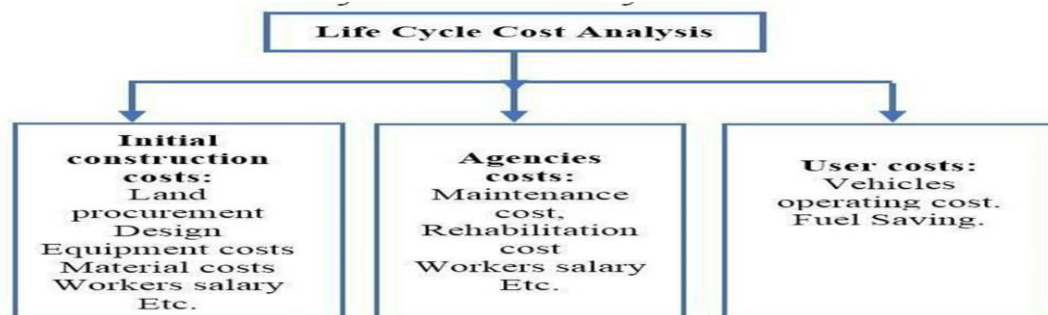 Life Cycle Cost Analysis
Initial
construction
costs:
Land
procurement
Design
Equipment costs
Material costs
Workers salary
Etc.
Agencies
costs:
Maintenance
cost,
Rehabilitation
cost
Workers salary
Etc.
User costs:
Vehicles
operating cost.
Fuel Saving.